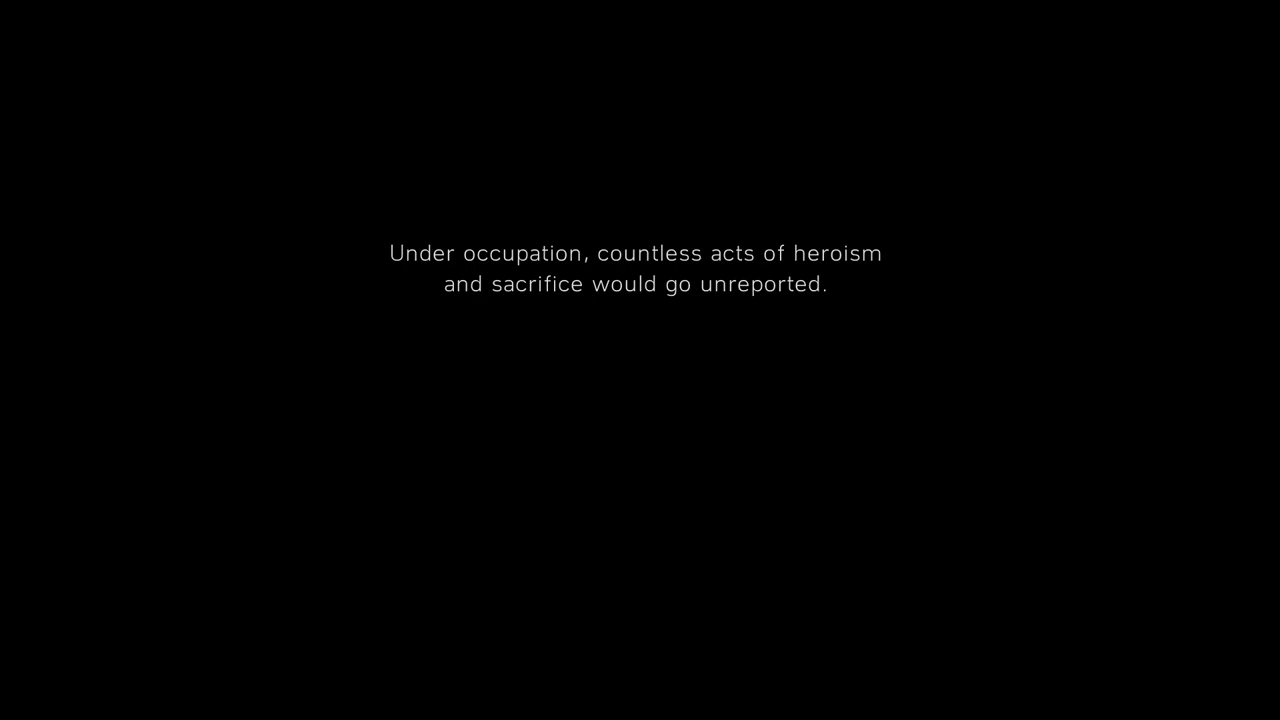 Under occupation, countless acts of heroism
and sacrifice would go unreported.